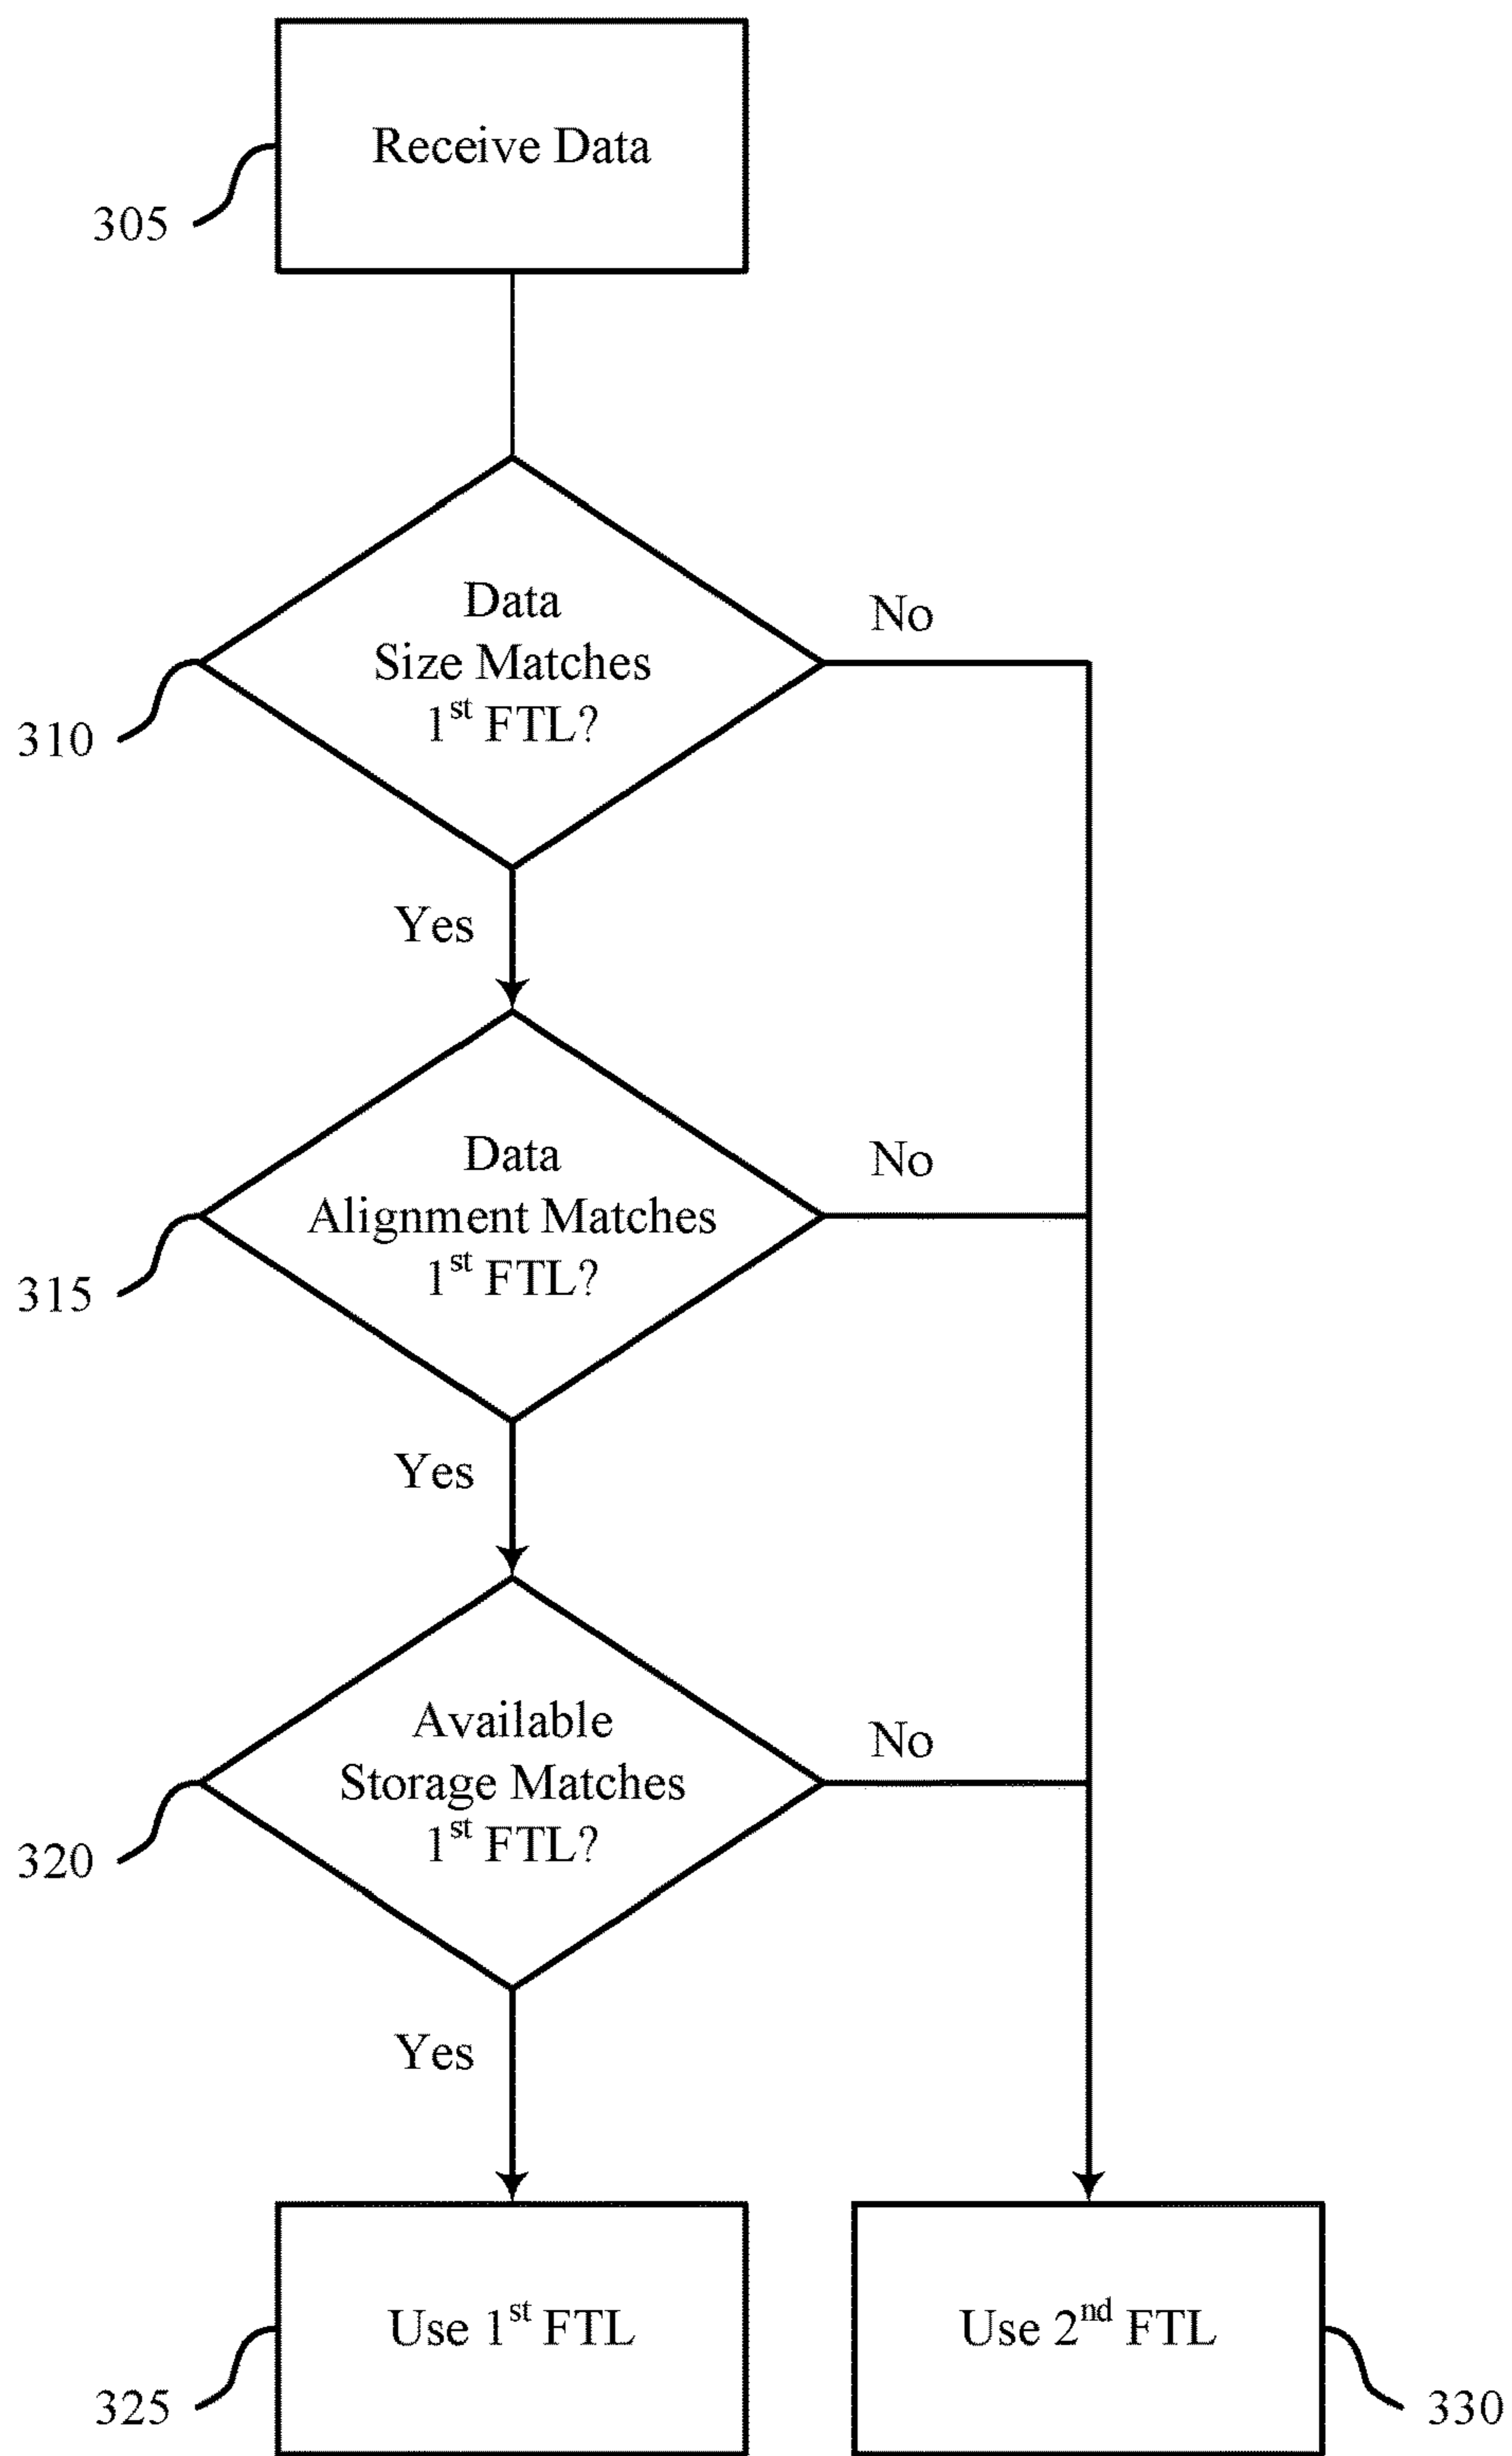 Receive Data
305
Data
Size Matches
1st FTL?
No
310
Yes
Data
Alignment Matches
1st FTL?
No
315
Yes
Available
Storage Matches
1st FTL?
No
320
Yes
Use 1st FTL
Use 2nd FTL
325
330